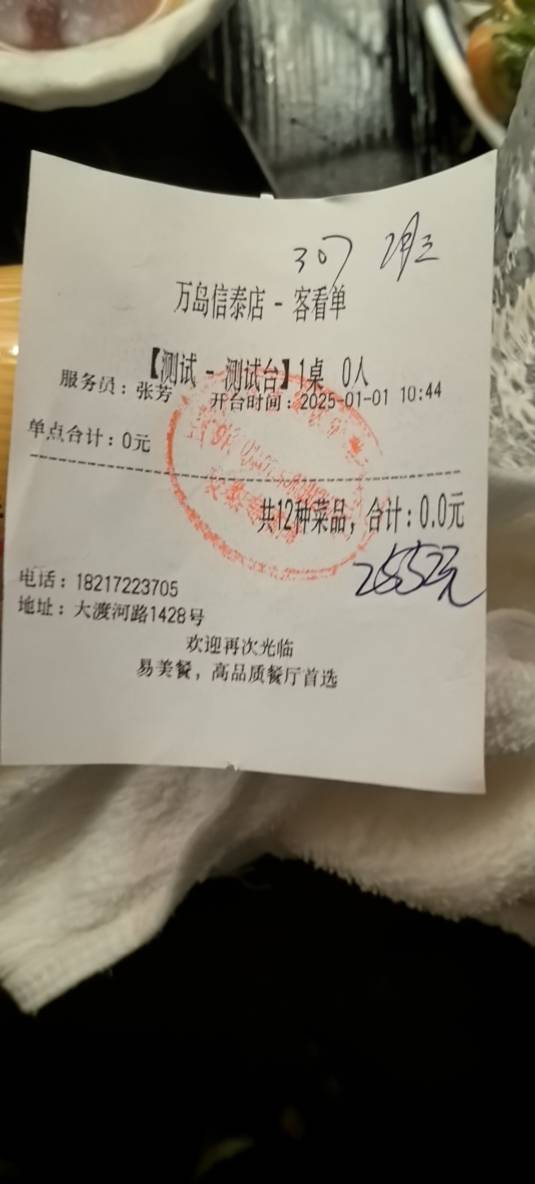 307
万岛信泰店 - 客看单
【测试 - 测试台】1桌 0人
服务员：张芳 开台时间：2025-01-01 10:44
单点合计：0元
共12种菜品，合计：0.0元
2552元
电话：18217223705
地址：大渡河路1428号
欢迎再次光临
易美餐，高品质餐厅首选